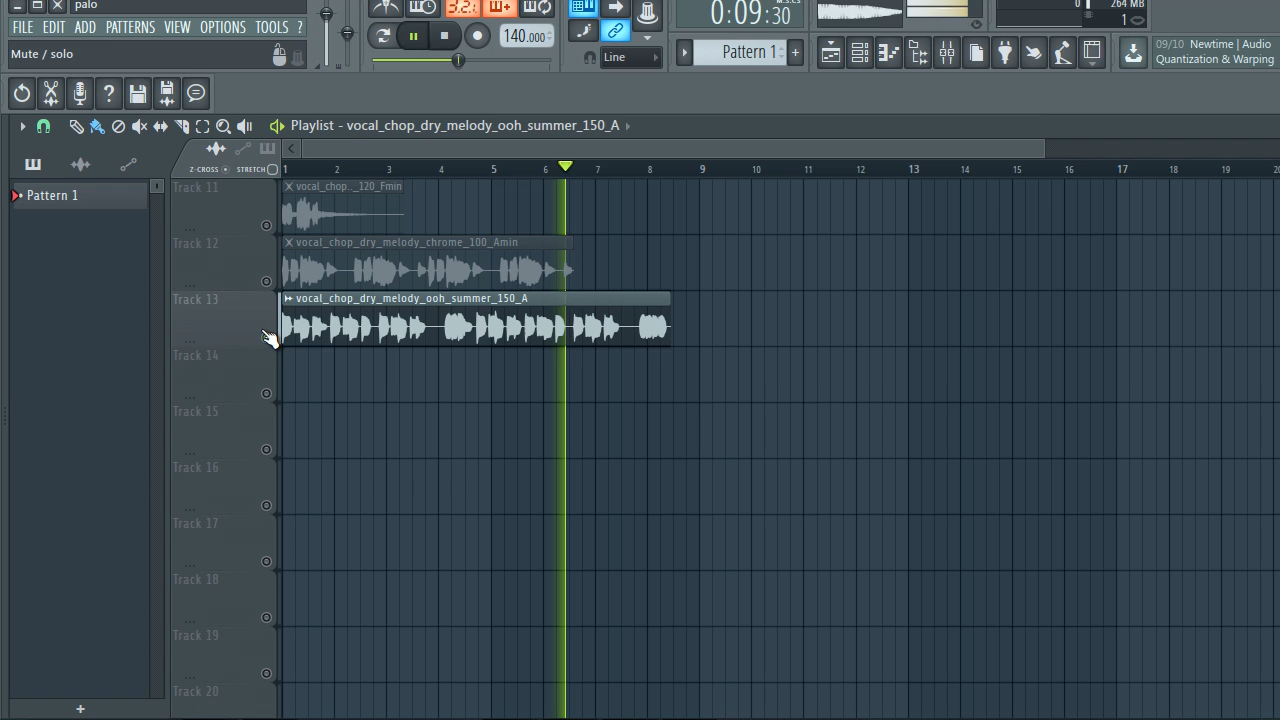 palo
FILE EDIT ADD PATTERNS VIEW OPTIONS TOOLS ?
Mute / solo
3.2.
140.000
Line
M:S:CS
0:09:30
Pattern 1
+
0
264 MB
1
09/10 Newtime | Audio
Quantization & Warping
?
Playlist - vocal_chop_dry_melody_ooh_summer_150_A
Z-CROSS STRETCH
1 2 3 4 5 6 7 8 9 10 11 12 13 14 15 16 17 18 19
Pattern 1
Track 11
vocal_chop.._120_Fmin
...
Track 12
vocal_chop_dry_melody_chrome_100_Amin
...
Track 13
vocal_chop_dry_melody_ooh_summer_150_A
...
Track 14
...
Track 15
...
Track 16
...
Track 17
...
Track 18
...
Track 19
...
Track 20
+